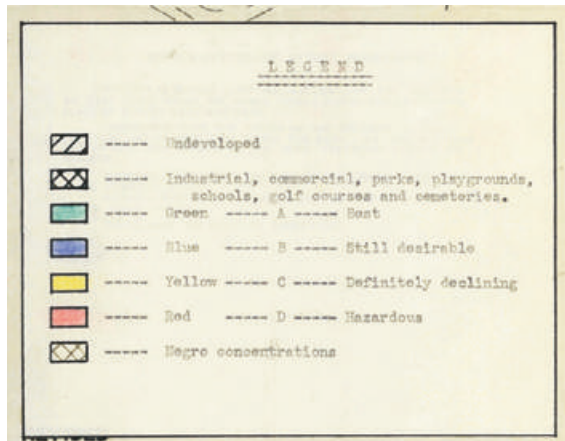 LEGEND
----- Undeveloped
----- Industrial, commercial, parks, playgrounds,
schools, golf courses and cemeteries.
----- Green ----- A ----- Best
----- Blue ----- B ----- Still desirable
----- Yellow ----- C ----- Definitely declining
----- Red ----- D ----- Hazardous
----- Negro concentrations